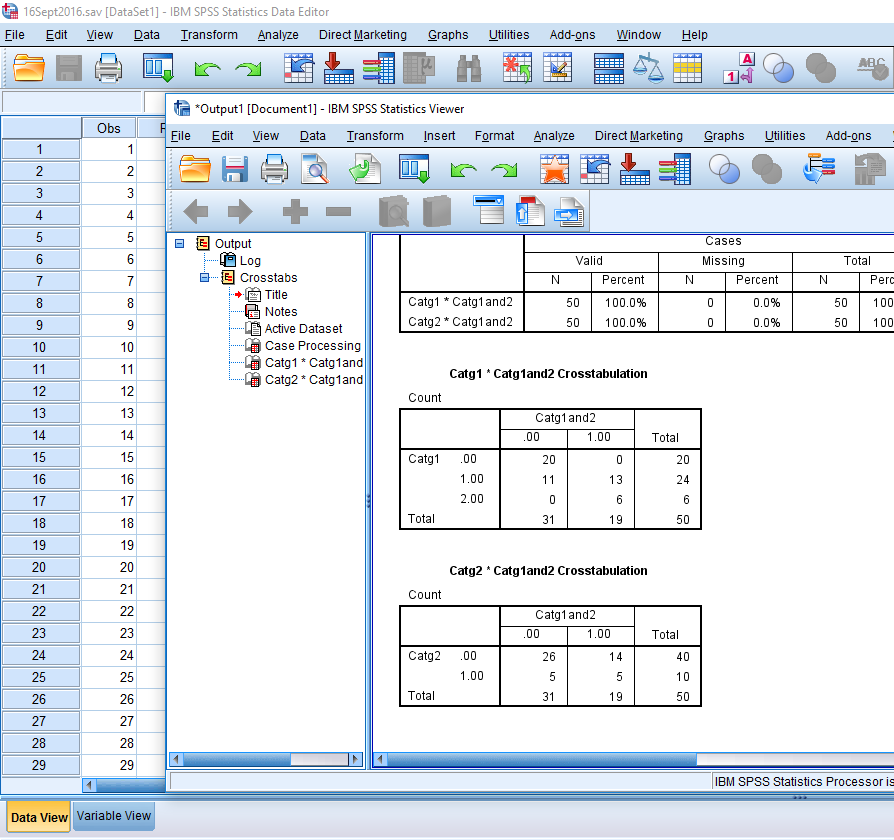 16Sept2016.sav [DataSet1] - IBM SPSS Statistics Data Editor
File Edit View Data Transform Analyze Direct Marketing Graphs Utilities Add-ons Window Help
1 A
ABC
*Output1 [Document1] - IBM SPSS Statistics Viewer
File Edit View Data Transform Insert Format Analyze Direct Marketing Graphs Utilities Add-ons
Obs
1 1
2 2
3 3
4 4
5 5
6 6
7 7
8 8
9 9
10 10
11 11
12 12
13 13
14 14
15 15
16 16
17 17
18 18
19 19
20 20
21 21
22 22
23 23
24 24
25 25
26 26
27 27
28 28
29 29
Output
Log
Crosstabs
Title
Notes
Active Dataset
Case Processing
Catg1 * Catg1and
Catg2 * Catg1and
Cases
Valid Missing Total
N Percent N Percent N Perc
Catg1 * Catg1and2 50 100.0% 0 0.0% 50 100
Catg2 * Catg1and2 50 100.0% 0 0.0% 50 100
Catg1 * Catg1and2 Crosstabulation
Count
Catg1and2
.00 1.00 Total
Catg1 .00 20 0 20
1.00 11 13 24
2.00 0 6 6
Total 31 19 50
Catg2 * Catg1and2 Crosstabulation
Count
Catg1and2
.00 1.00 Total
Catg2 .00 26 14 40
1.00 5 5 10
Total 31 19 50
IBM SPSS Statistics Processor is
Data View Variable View